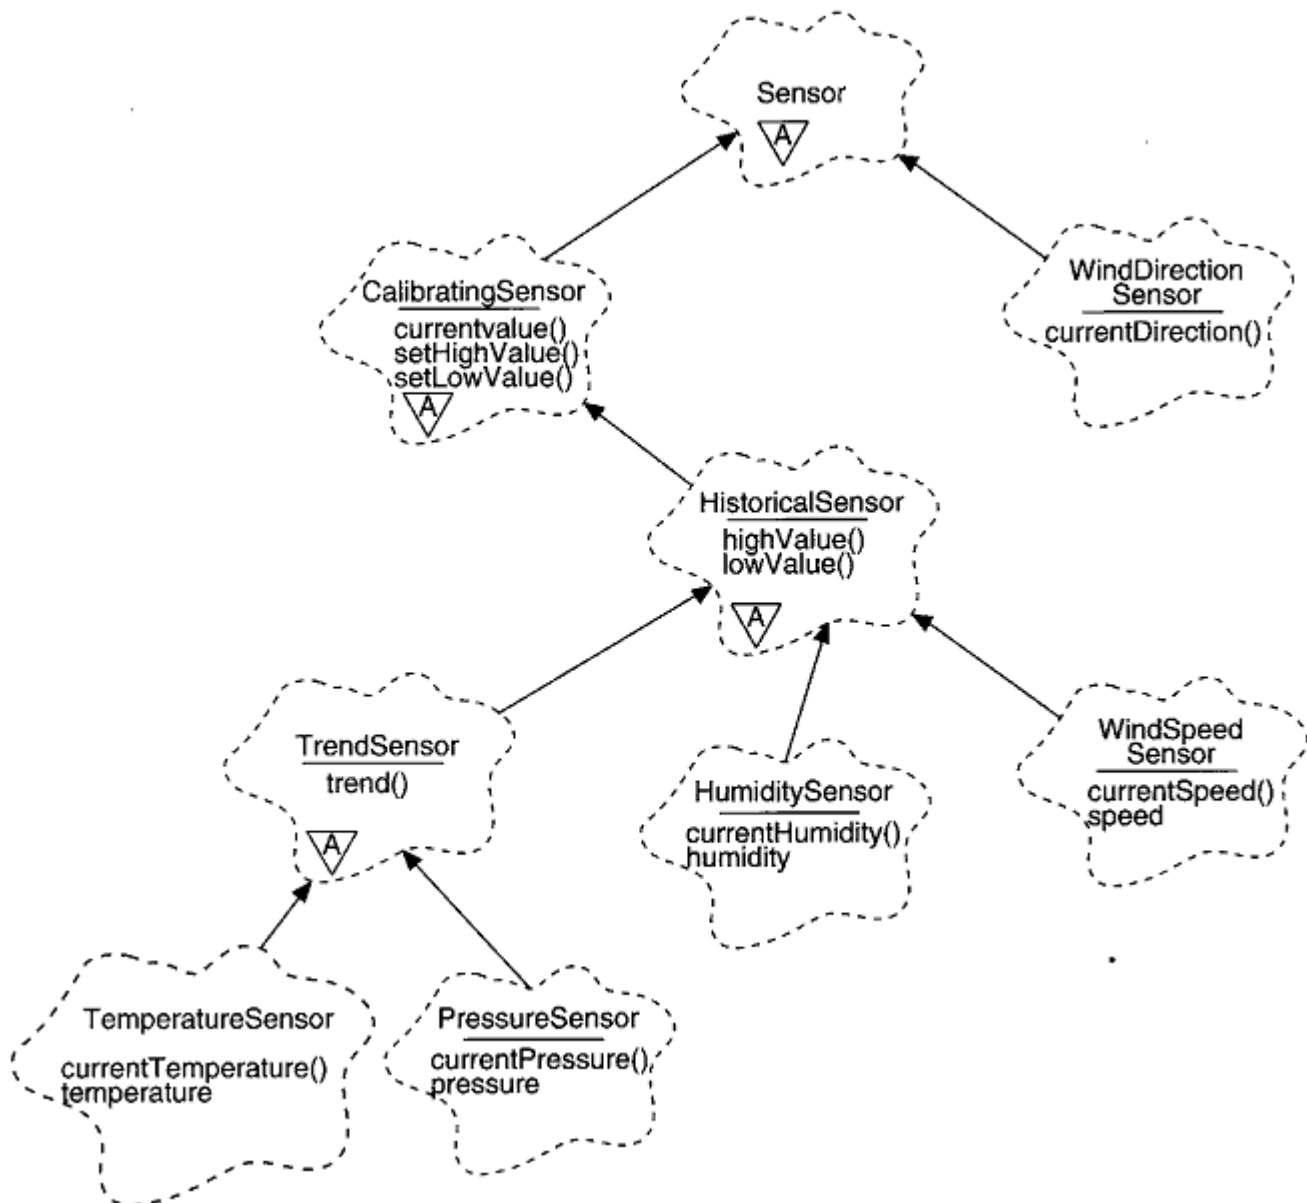 Sensor
A
CalibratingSensor
currentvalue()
setHighValue()
setLowValue()
A
WindDirection
Sensor
currentDirection()
HistoricalSensor
highValue()
lowValue()
A
TrendSensor
trend()
A
HumiditySensor
currentHumidity()
humidity
WindSpeed
Sensor
currentSpeed()
speed
TemperatureSensor
currentTemperature()
temperature
PressureSensor
currentPressure()
pressure